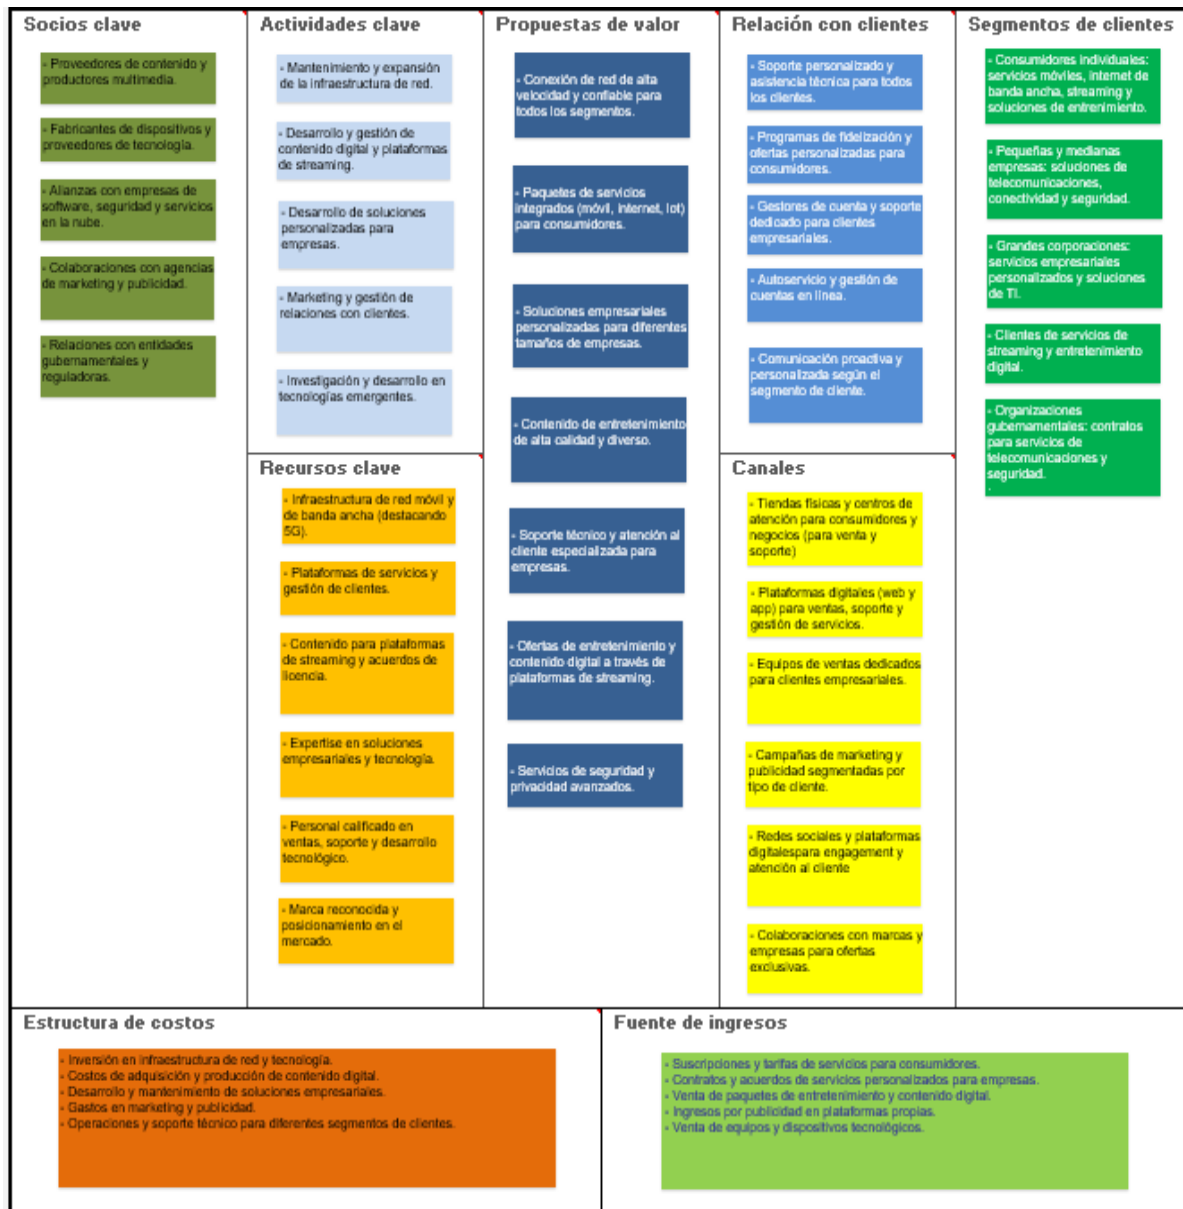 Socios clave
- Proveedores de contenido y
productores multimedia.
- Fabricantes de dispositivos y
proveedores de tecnología.
- Alianzas con empresas de
software, seguridad y servicios
en la nube.
- Colaboraciones con agencias
de marketing y publicidad.
- Relaciones con entidades
gubernamentales y
reguladoras.
Actividades clave
- Mantenimiento y expansión
de la infraestructura de red.
- Desarrollo y gestión de
contenido digital y plataformas
de streaming.
- Desarrollo de soluciones
personalizadas para
empresas.
- Marketing y gestión de
relaciones con clientes.
- Investigación y desarrollo en
tecnologías emergentes.
Recursos clave
- Infraestructura de red móvil y
de banda ancha (destacando
5G).
- Plataformas de servicios y
gestión de clientes.
- Contenido para plataformas
de streaming y acuerdos de
licencia.
- Expertise en soluciones
empresariales y tecnología.
- Personal calificado en
ventas, soporte y desarrollo
tecnológico.
- Marca reconocida y
posicionamiento en el
mercado.
Propuestas de valor
- Conexión de red de alta
velocidad y confiable para
todos los segmentos.
- Paquetes de servicios
integrados (móvil, internet, Iot)
para consumidores.
- Soluciones empresariales
personalizadas para diferentes
tamaños de empresas.
- Contenido de entretenimiento
de alta calidad y diverso.
- Soporte técnico y atención al
cliente especializada para
empresas.
- Ofertas de entretenimiento y
contenido digital a través de
plataformas de streaming.
- Servicios de seguridad y
privacidad avanzados.
Relación con clientes
- Soporte personalizado y
asistencia técnica para todos
los clientes.
- Programas de fidelización y
ofertas personalizadas para
consumidores.
- Gestores de cuenta y soporte
dedicado para clientes
empresariales.
- Autoservicio y gestión de
cuentas en línea.
- Comunicación proactiva y
personalizada según el
segmento de cliente.
Canales
- Tiendas físicas y centros de
atención para consumidores y
negocios (para venta y
soporte)
- Plataformas digitales (web y
app) para ventas, soporte y
gestión de servicios.
- Equipos de ventas dedicados
para clientes empresariales.
- Campañas de marketing y
publicidad segmentadas por
tipo de cliente.
- Redes sociales y plataformas
digitalespara engagement y
atención al cliente
- Colaboraciones con marcas y
empresas para ofertas
exclusivas.
Segmentos de clientes
- Consumidores individuales:
servicios móviles, internet de
banda ancha, streaming y
soluciones de entrenimiento.
- Pequeñas y medianas
empresas: soluciones de
telecomunicaciones,
conectividad y seguridad.
- Grandes corporaciones:
servicios empresariales
personalizados y soluciones
de TI.
- Clientes de servicios de
streaming y entretenimiento
digital.
- Organizaciones
gubernamentales: contratos
para servicios de
telecomunicaciones y
seguridad.
.
Estructura de costos
- Inversión en infraestructura de red y tecnología.
- Costos de adquisición y producción de contenido digital.
- Desarrollo y mantenimiento de soluciones empresariales.
- Gastos en marketing y publicidad.
- Operaciones y soporte técnico para diferentes segmentos de clientes.
Fuente de ingresos
- Suscripciones y tarifas de servicios para consumidores.
- Contratos y acuerdos de servicios personalizados para empresas.
- Venta de paquetes de entretenimiento y contenido digital.
- Ingresos por publicidad en plataformas propias.
- Venta de equipos y dispositivos tecnológicos.